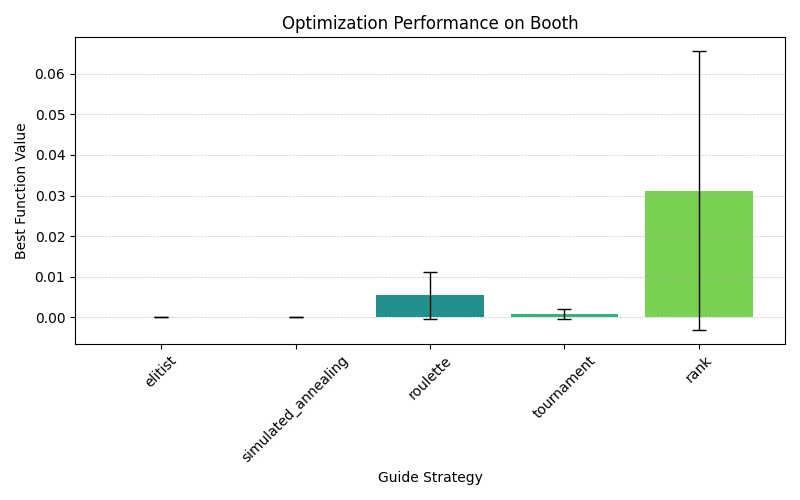 Optimization Performance on Booth
Best Function Value
0.06
0.05
0.04
0.03
0.02
0.01
0.00
elitist
simulated_annealing
roulette
tournament
rank
Guide Strategy